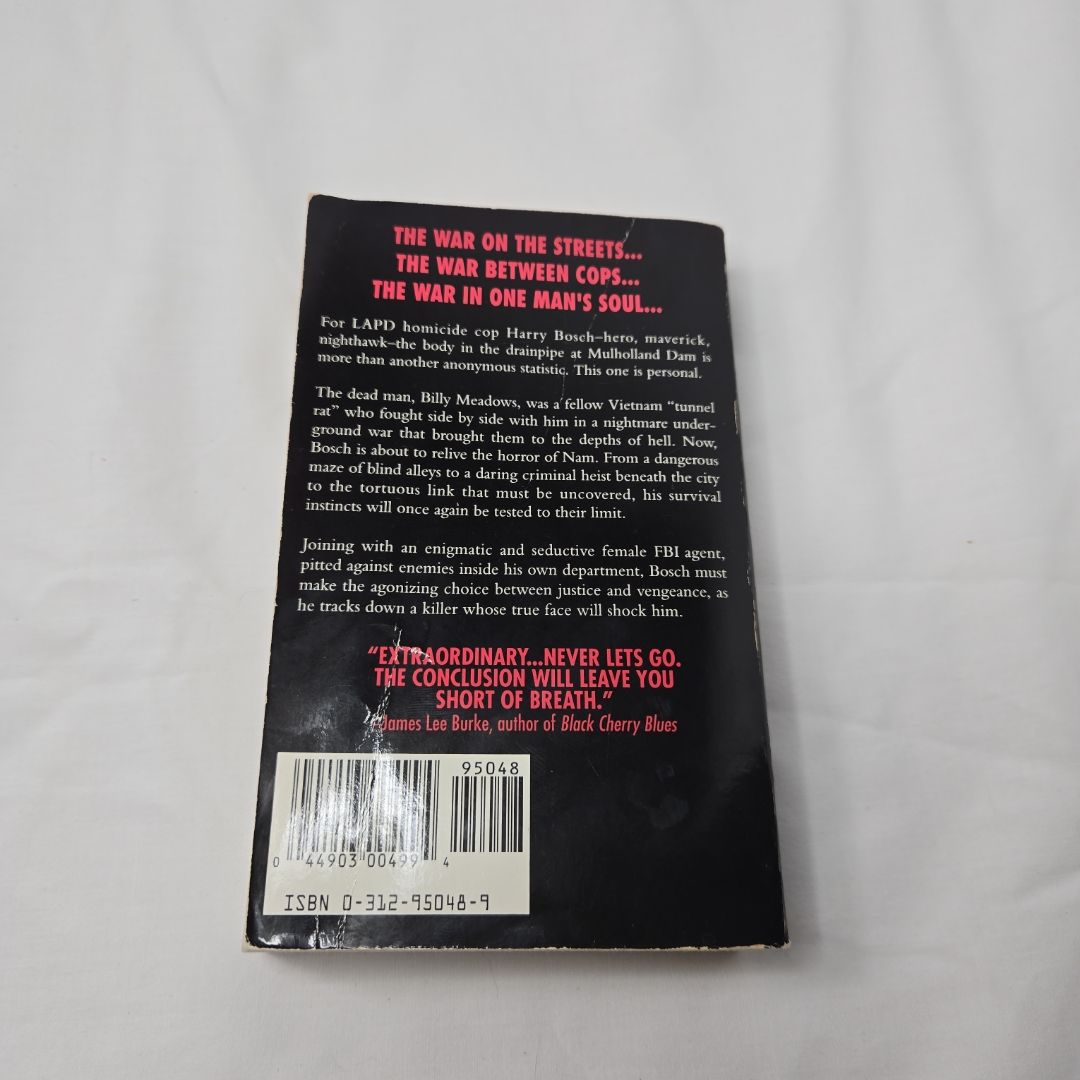 THE WAR ON THE STREETS...
THE WAR BETWEEN COPS...
THE WAR IN ONE MAN'S SOUL...
For LAPD homicide cop Harry Bosch–hero, maverick,
nighthawk–the body in the drainpipe at Mulholland Dam is
more than another anonymous statistic. This one is personal.
The dead man, Billy Meadows, was a fellow Vietnam “tunnel
rat” who fought side by side with him in a nightmare under-
ground war that brought them to the depths of hell. Now,
Bosch is about to relive the horror of Nam. From a dangerous
maze of blind alleys to a daring criminal heist beneath the city
to the tortuous link that must be uncovered, his survival
instincts will once again be tested to their limit.
Joining with an enigmatic and seductive female FBI agent,
pitted against enemies inside his own department, Bosch must
make the agonizing choice between justice and vengeance, as
he tracks down a killer whose true face will shock him.
“EXTRAORDINARY...NEVER LETS GO.
THE CONCLUSION WILL LEAVE YOU
SHORT OF BREATH.”
–James Lee Burke, author of Black Cherry Blues
95048
0 44903 00499 4
ISBN 0-312-95048-9